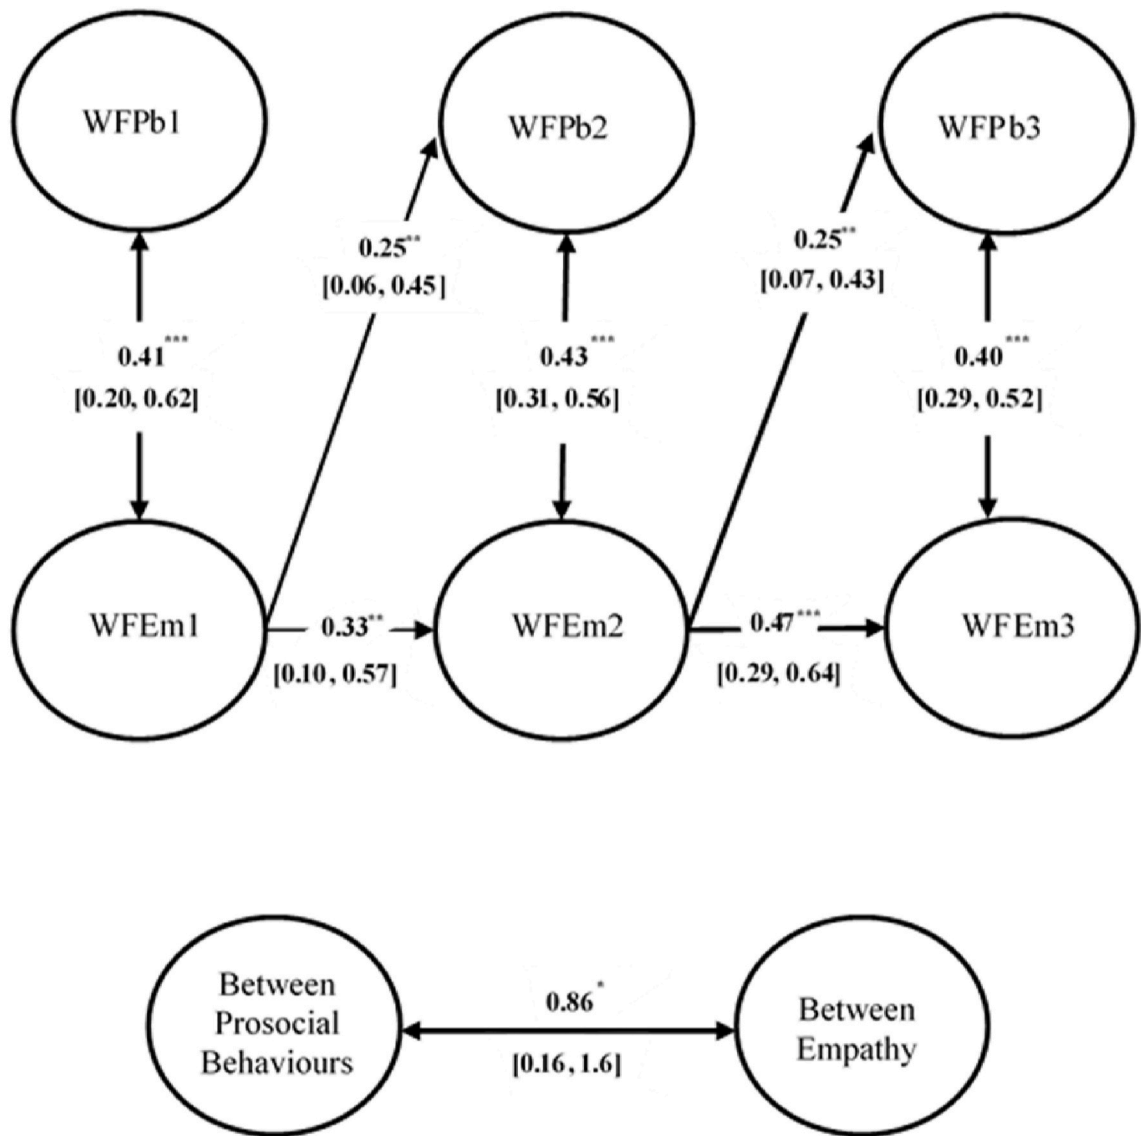 WFPb1
WFPb2
WFPb3
0.25**
[0.06, 0.45]
0.25**
[0.07, 0.43]
0.41***
[0.20, 0.62]
0.43***
[0.31, 0.56]
0.40***
[0.29, 0.52]
WFEm1
0.33**
[0.10, 0.57]
WFEm2
0.47***
[0.29, 0.64]
WFEm3
Between
Prosocial
Behaviours
0.86*
[0.16, 1.6]
Between
Empathy